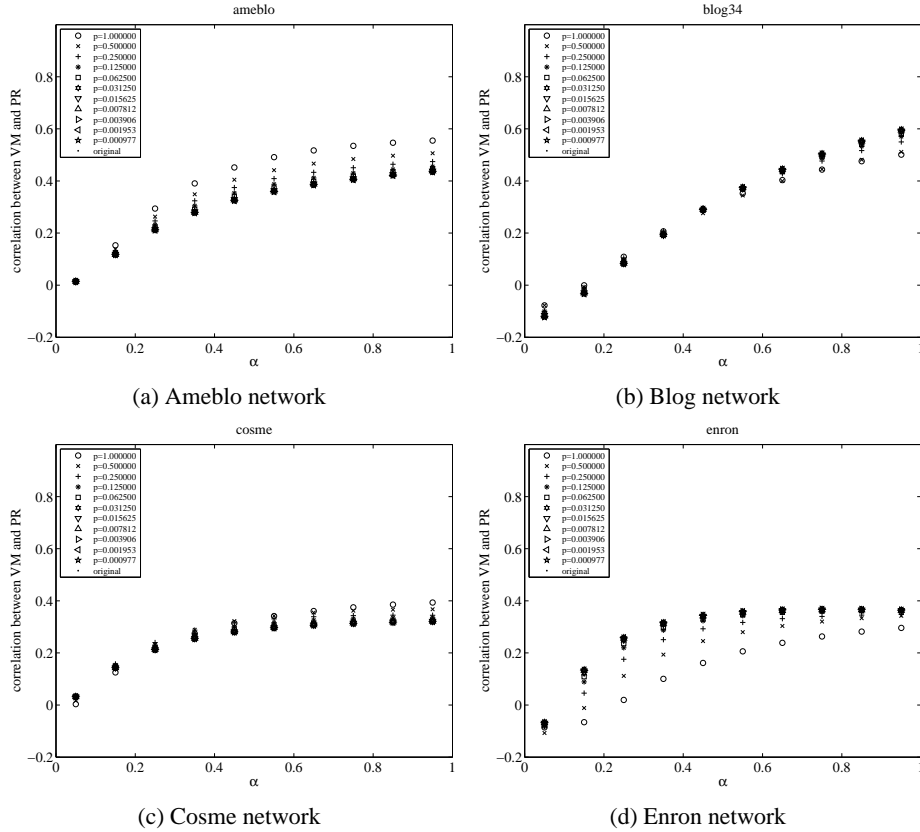 ameblo
p=1.000000
p=0.500000
p=0.250000
p=0.125000
p=0.062500
p=0.031250
p=0.015625
p=0.007812
p=0.003906
p=0.001953
p=0.000977
original
correlation between VM and PR
0.8
0.6
0.4
0.2
0
−0.2
0 0.2 0.4 0.6 0.8 1
α
(a) Ameblo network
blog34
p=1.000000
p=0.500000
p=0.250000
p=0.125000
p=0.062500
p=0.031250
p=0.015625
p=0.007812
p=0.003906
p=0.001953
p=0.000977
original
correlation between VM and PR
0.8
0.6
0.4
0.2
0
−0.2
0 0.2 0.4 0.6 0.8 1
α
(b) Blog network
cosme
p=1.000000
p=0.500000
p=0.250000
p=0.125000
p=0.062500
p=0.031250
p=0.015625
p=0.007812
p=0.003906
p=0.001953
p=0.000977
original
correlation between VM and PR
0.8
0.6
0.4
0.2
0
−0.2
0 0.2 0.4 0.6 0.8 1
α
(c) Cosme network
enron
p=1.000000
p=0.500000
p=0.250000
p=0.125000
p=0.062500
p=0.031250
p=0.015625
p=0.007812
p=0.003906
p=0.001953
p=0.000977
original
correlation between VM and PR
0.8
0.6
0.4
0.2
0
−0.2
0 0.2 0.4 0.6 0.8 1
α
(d) Enron network